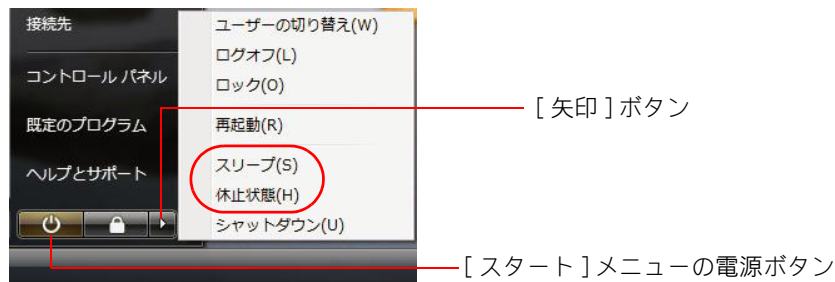 接続先
コントロール パネル
既定のプログラム
ヘルプとサポート
ユーザーの切り替え(W)
ログオフ(L)
ロック(O)
再起動(R)
スリープ(S)
休止状態(H)
シャットダウン(U)
[ 矢印 ] ボタン
[ スタート ] メニューの電源ボタン